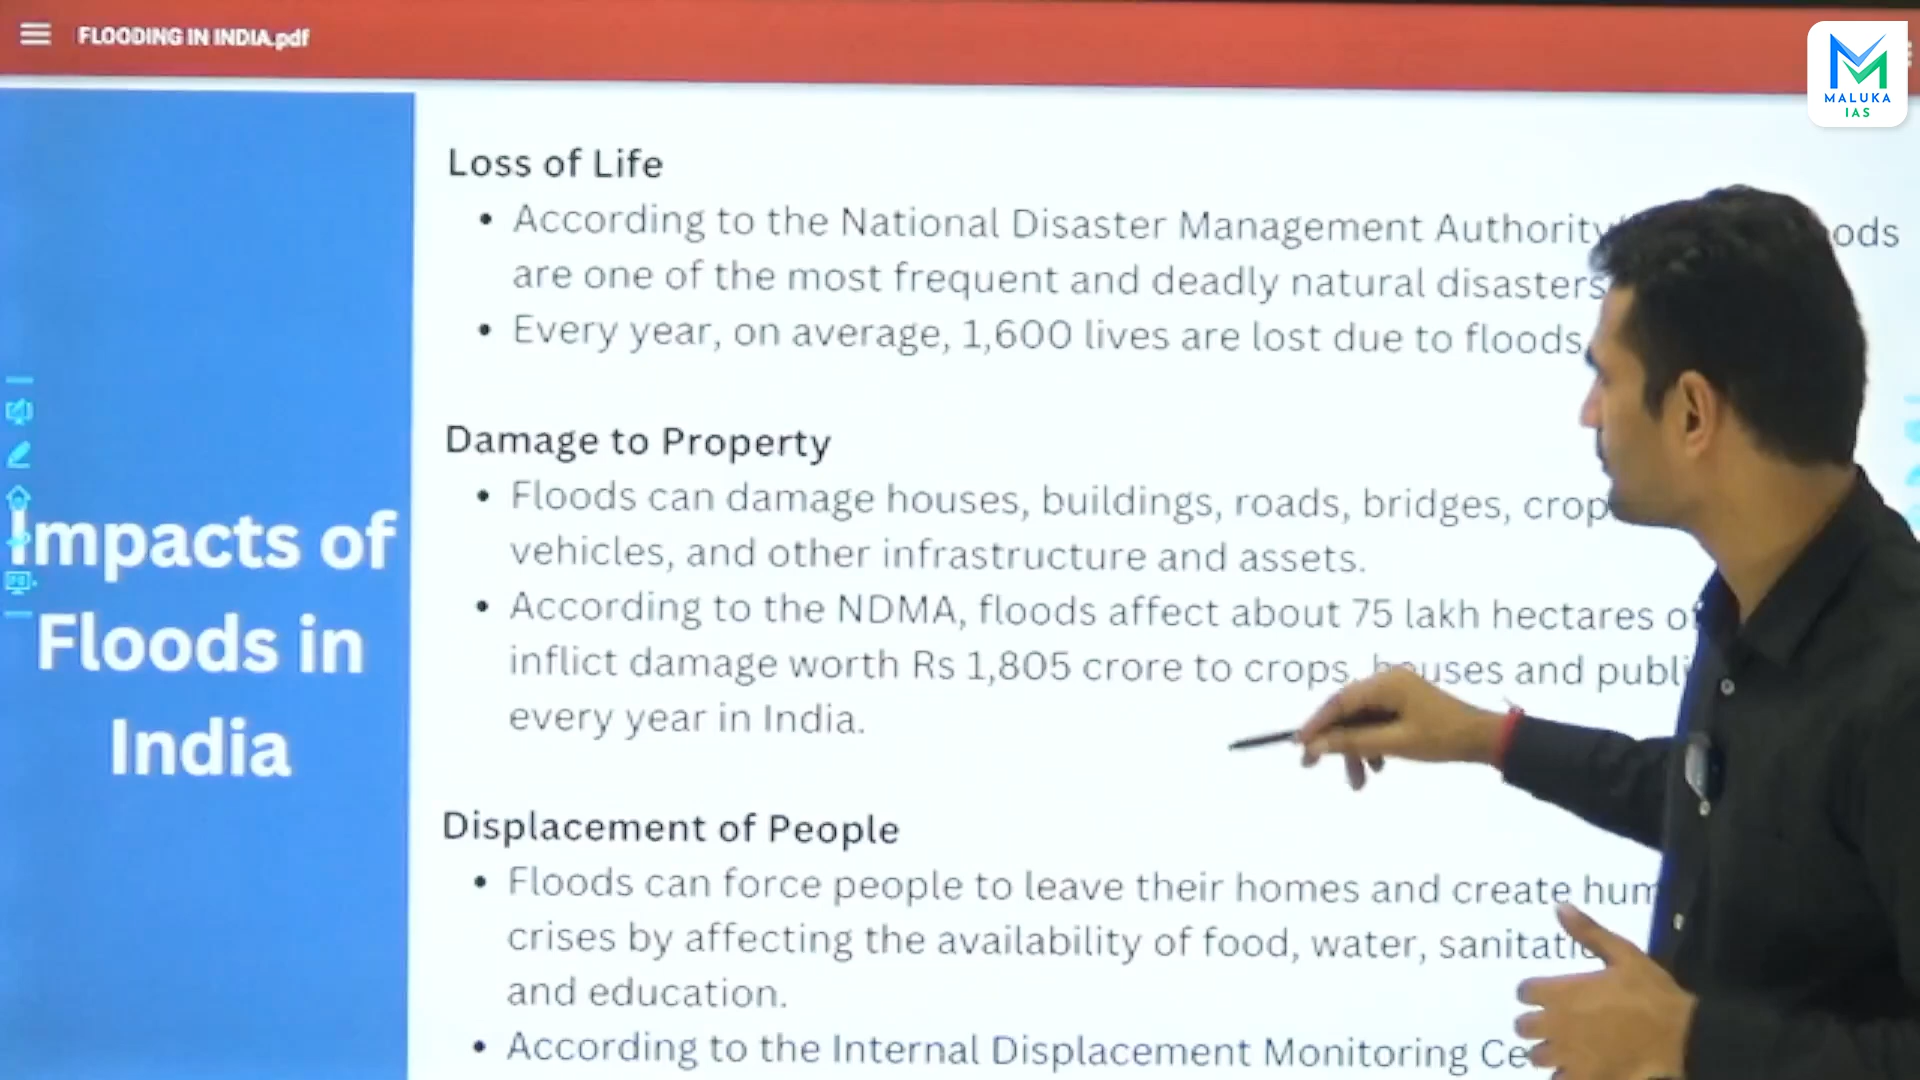 FLOODING IN INDIA.pdf
MALUKA
IAS
Impacts of
Floods in
India
Loss of Life
• According to the National Disaster Management Authority
are one of the most frequent and deadly natural disasters
• Every year, on average, 1,600 lives are lost due to floods
Damage to Property
• Floods can damage houses, buildings, roads, bridges,
vehicles, and other infrastructure and assets.
• According to the NDMA, floods affect about 75 lakh hectares
inflict damage worth Rs 1,805 crore to crops, houses and
every year in India.
Displacement of People
• Floods can force people to leave their homes and create
crises by affecting the availability of food, water,
and education.
• According to the Internal Displacement Monitoring